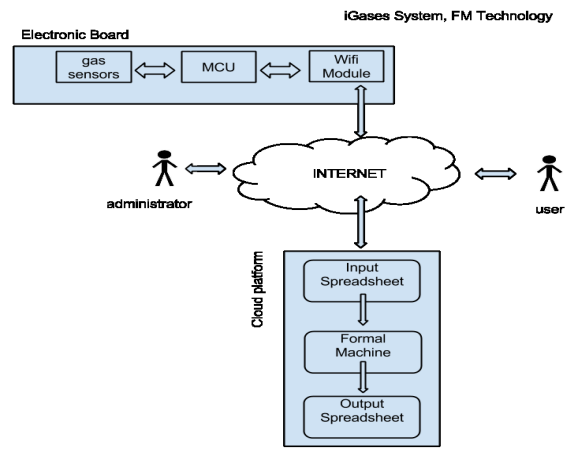 iGases System, FM Technology
Electronic Board
gas
sensors
MCU
Wifi
Module
INTERNET
administrator
user
Cloud platform
Input
Spreadsheet
Formal
Machine
Output
Spreadsheet